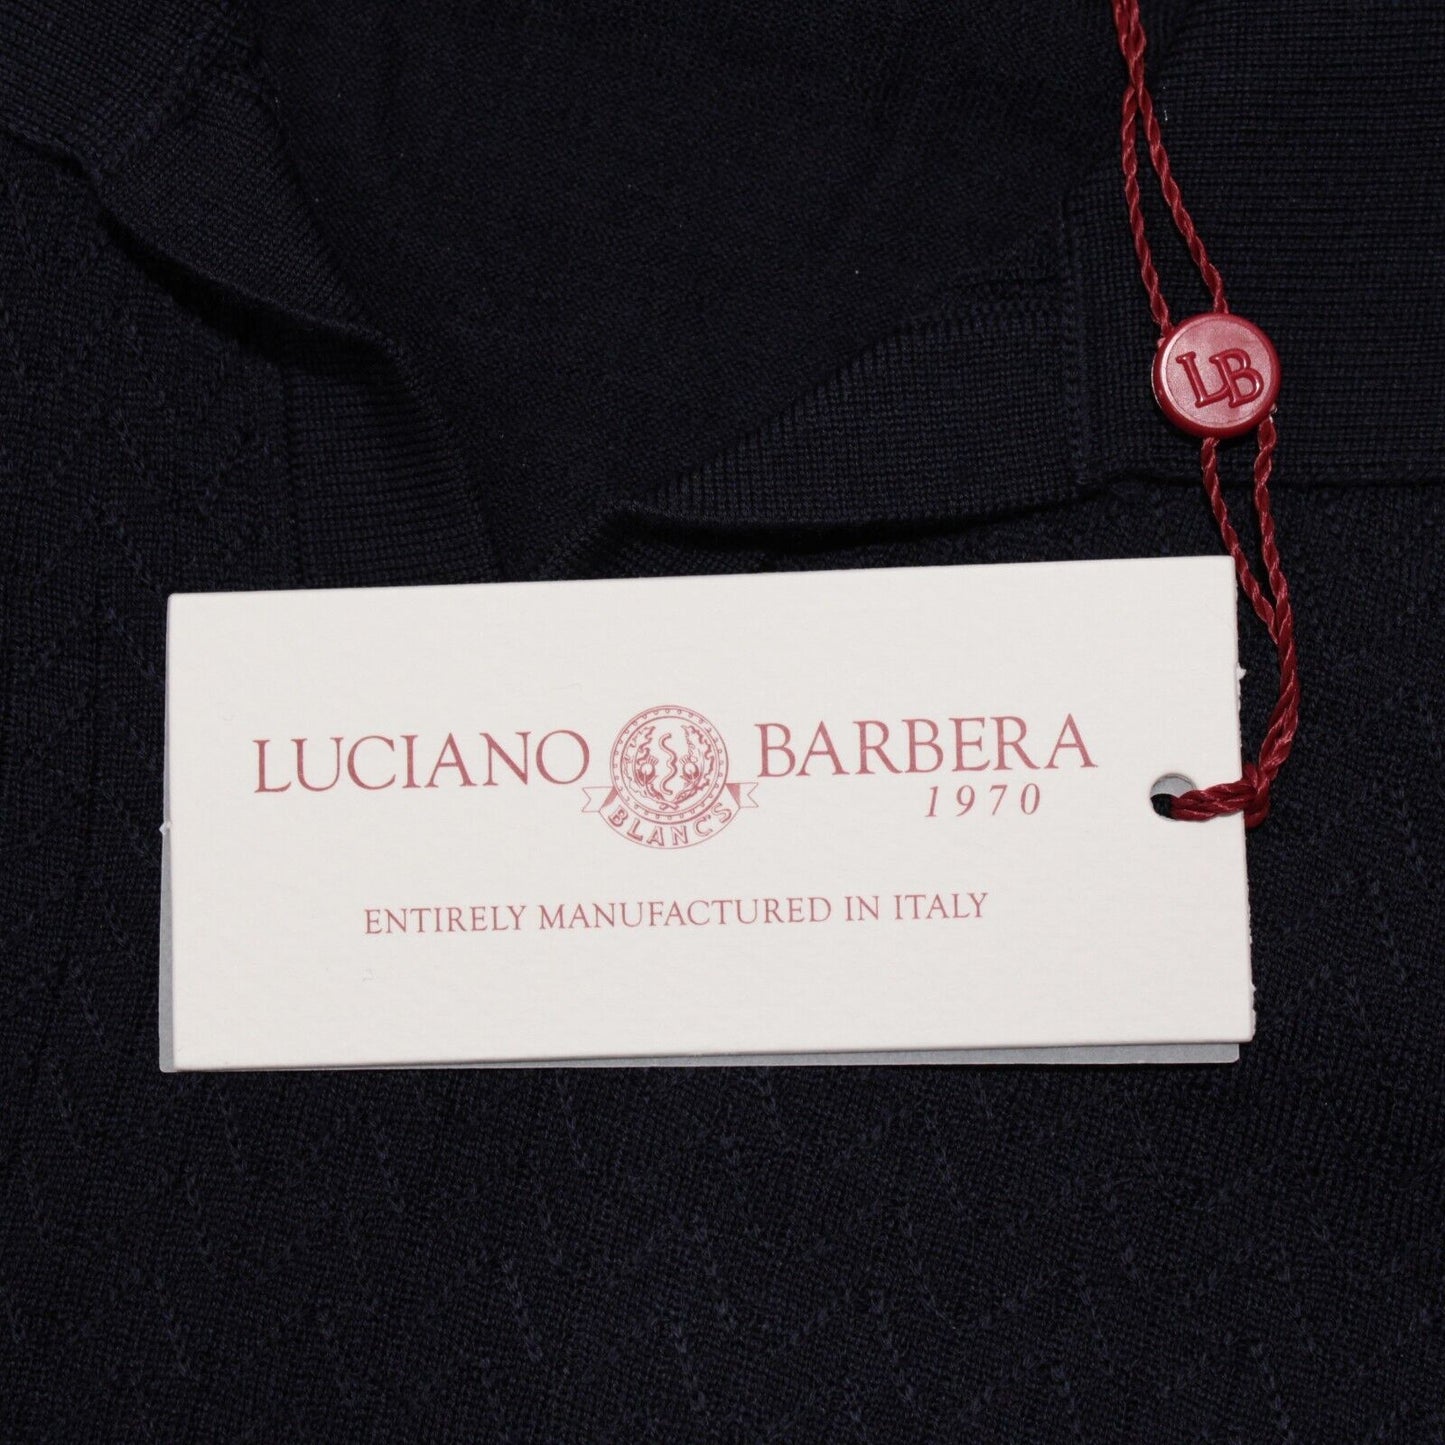 LB
LUCIANO BARBERA
1970
BLANC'S
ENTIRELY MANUFACTURED IN ITALY